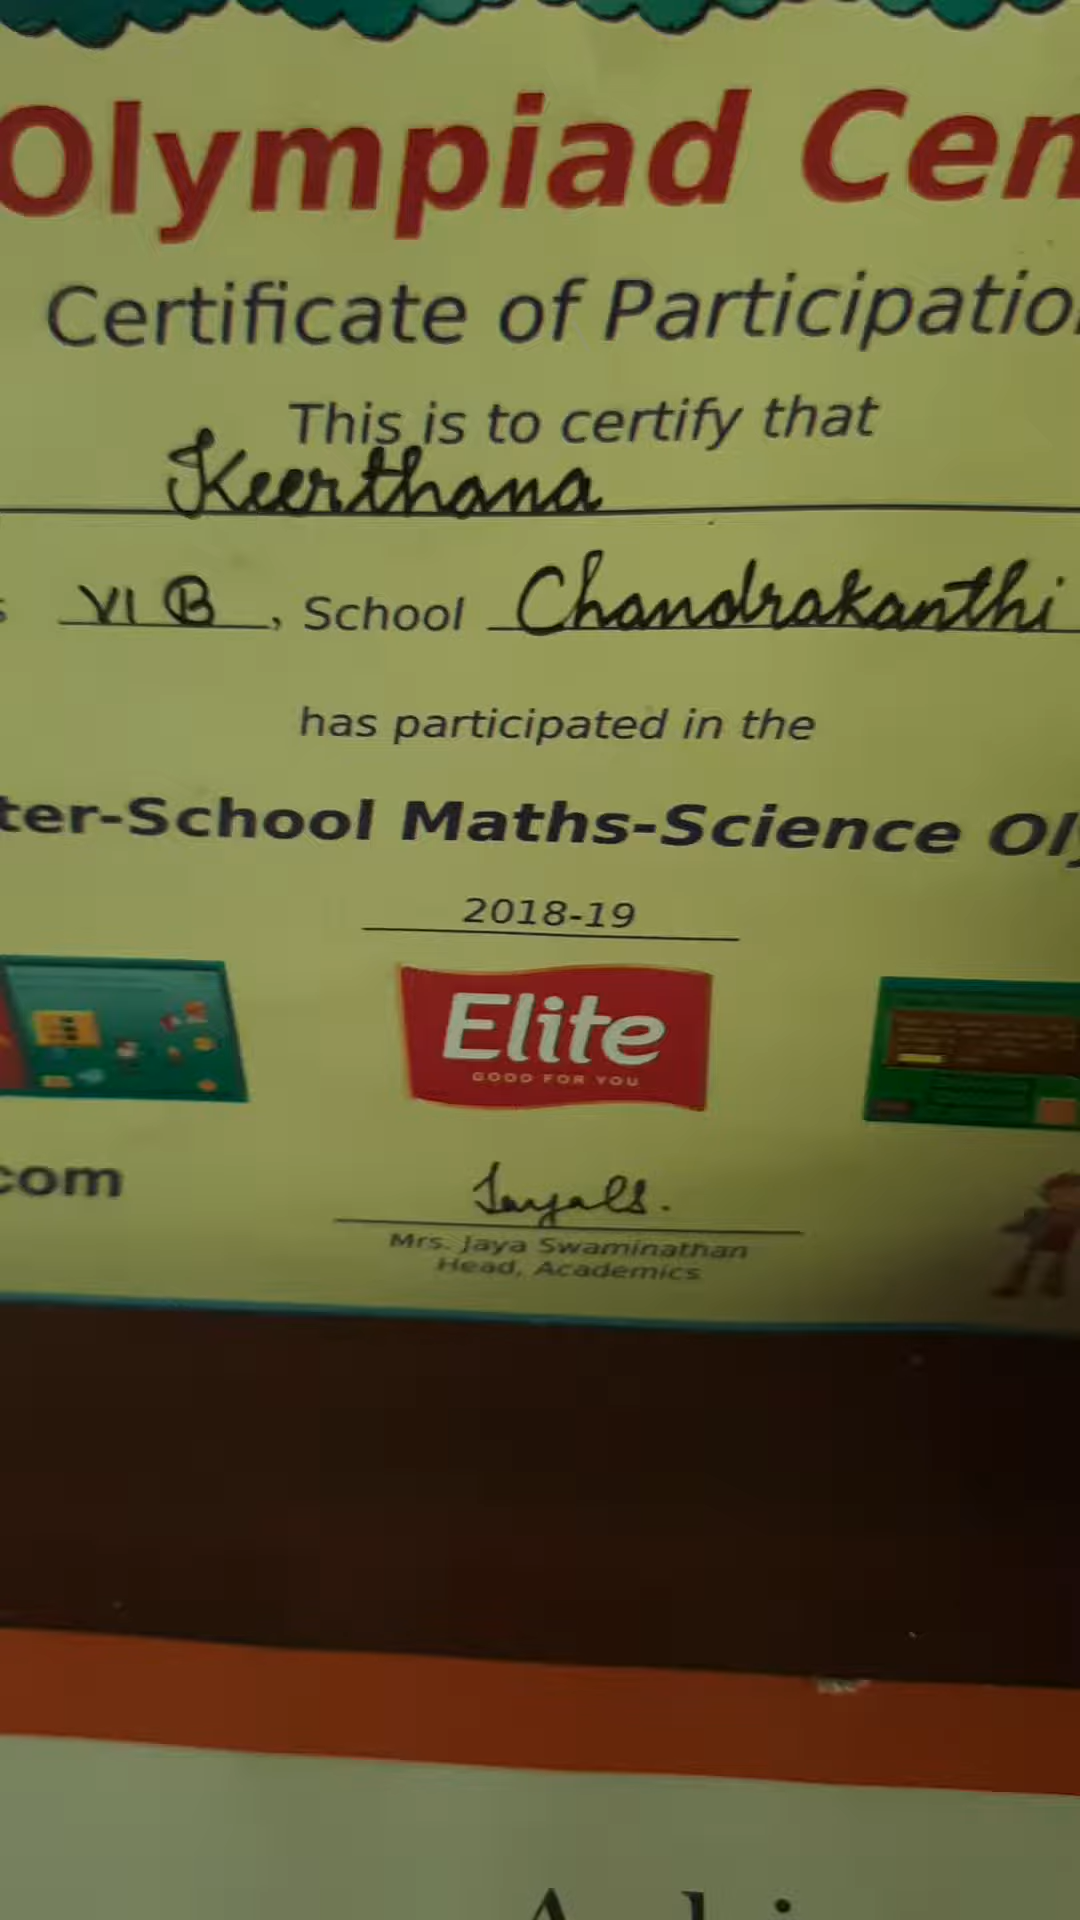 Olympiad Cen
Certificate of Participatio
This is to certify that
Keerthana
VI B, School Chandrakanthi
has participated in the
ter-School Maths-Science Oly
2018-19
Elite
GOOD FOR YOU
com
Mrs. Jaya Swaminathan
Head, Academics